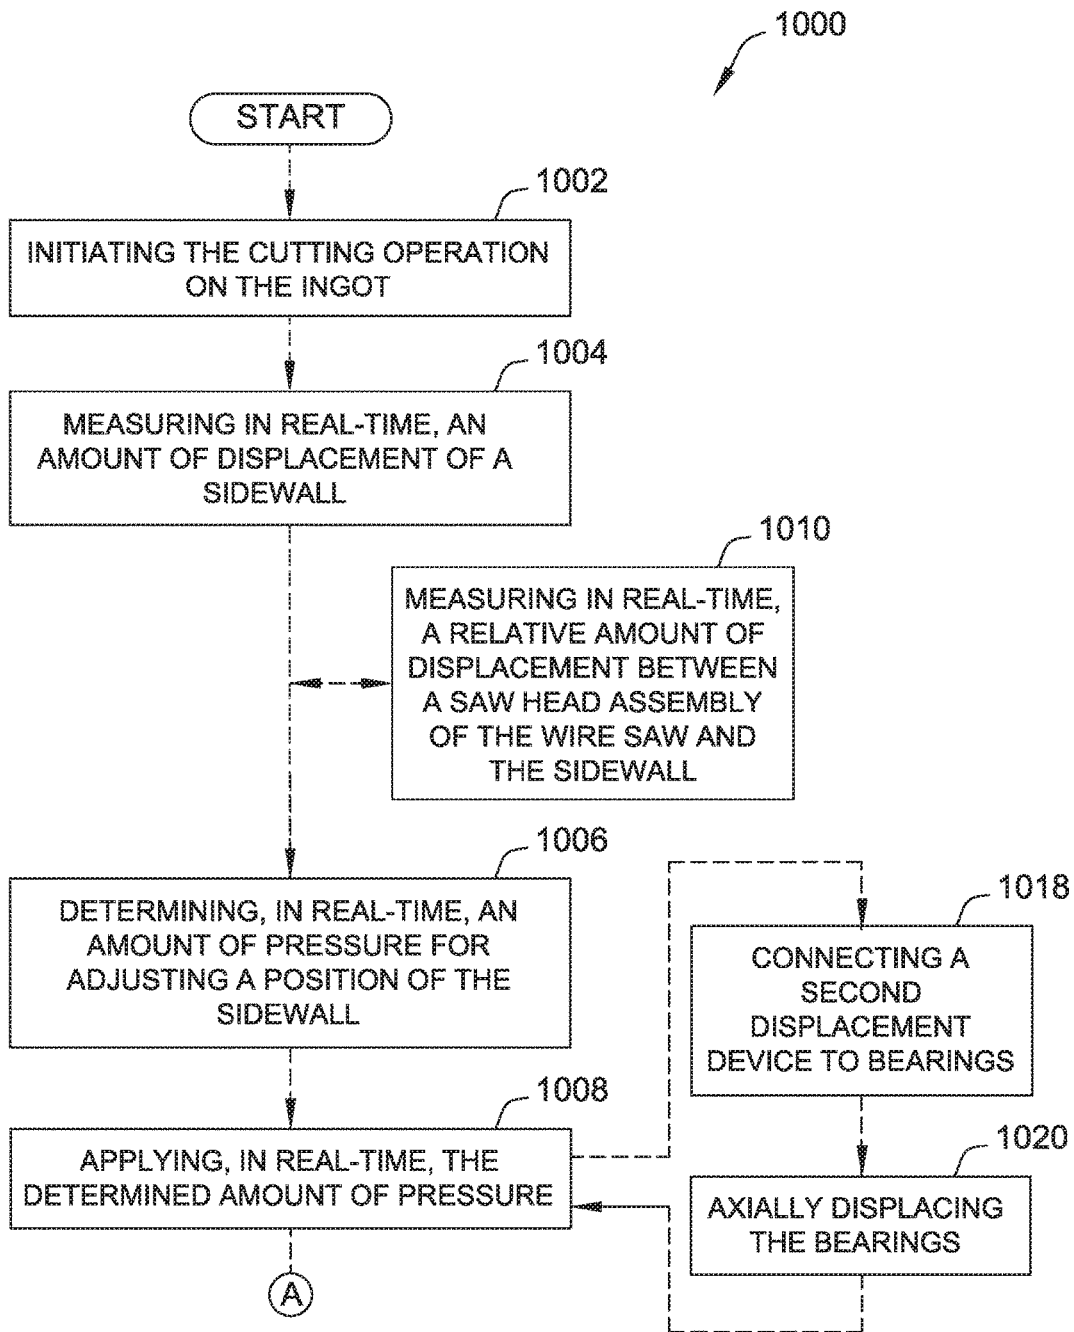 1000
START
1002
INITIATING THE CUTTING OPERATION
ON THE INGOT
1004
MEASURING IN REAL-TIME, AN
AMOUNT OF DISPLACEMENT OF A
SIDEWALL
1010
MEASURING IN REAL-TIME,
A RELATIVE AMOUNT OF
DISPLACEMENT BETWEEN
A SAW HEAD ASSEMBLY
OF THE WIRE SAW AND
THE SIDEWALL
1006
DETERMINING, IN REAL-TIME, AN
AMOUNT OF PRESSURE FOR
ADJUSTING A POSITION OF THE
SIDEWALL
1008
APPLYING, IN REAL-TIME, THE
DETERMINED AMOUNT OF PRESSURE
1018
CONNECTING A
SECOND
DISPLACEMENT
DEVICE TO BEARINGS
1020
AXIALLY DISPLACING
THE BEARINGS
A